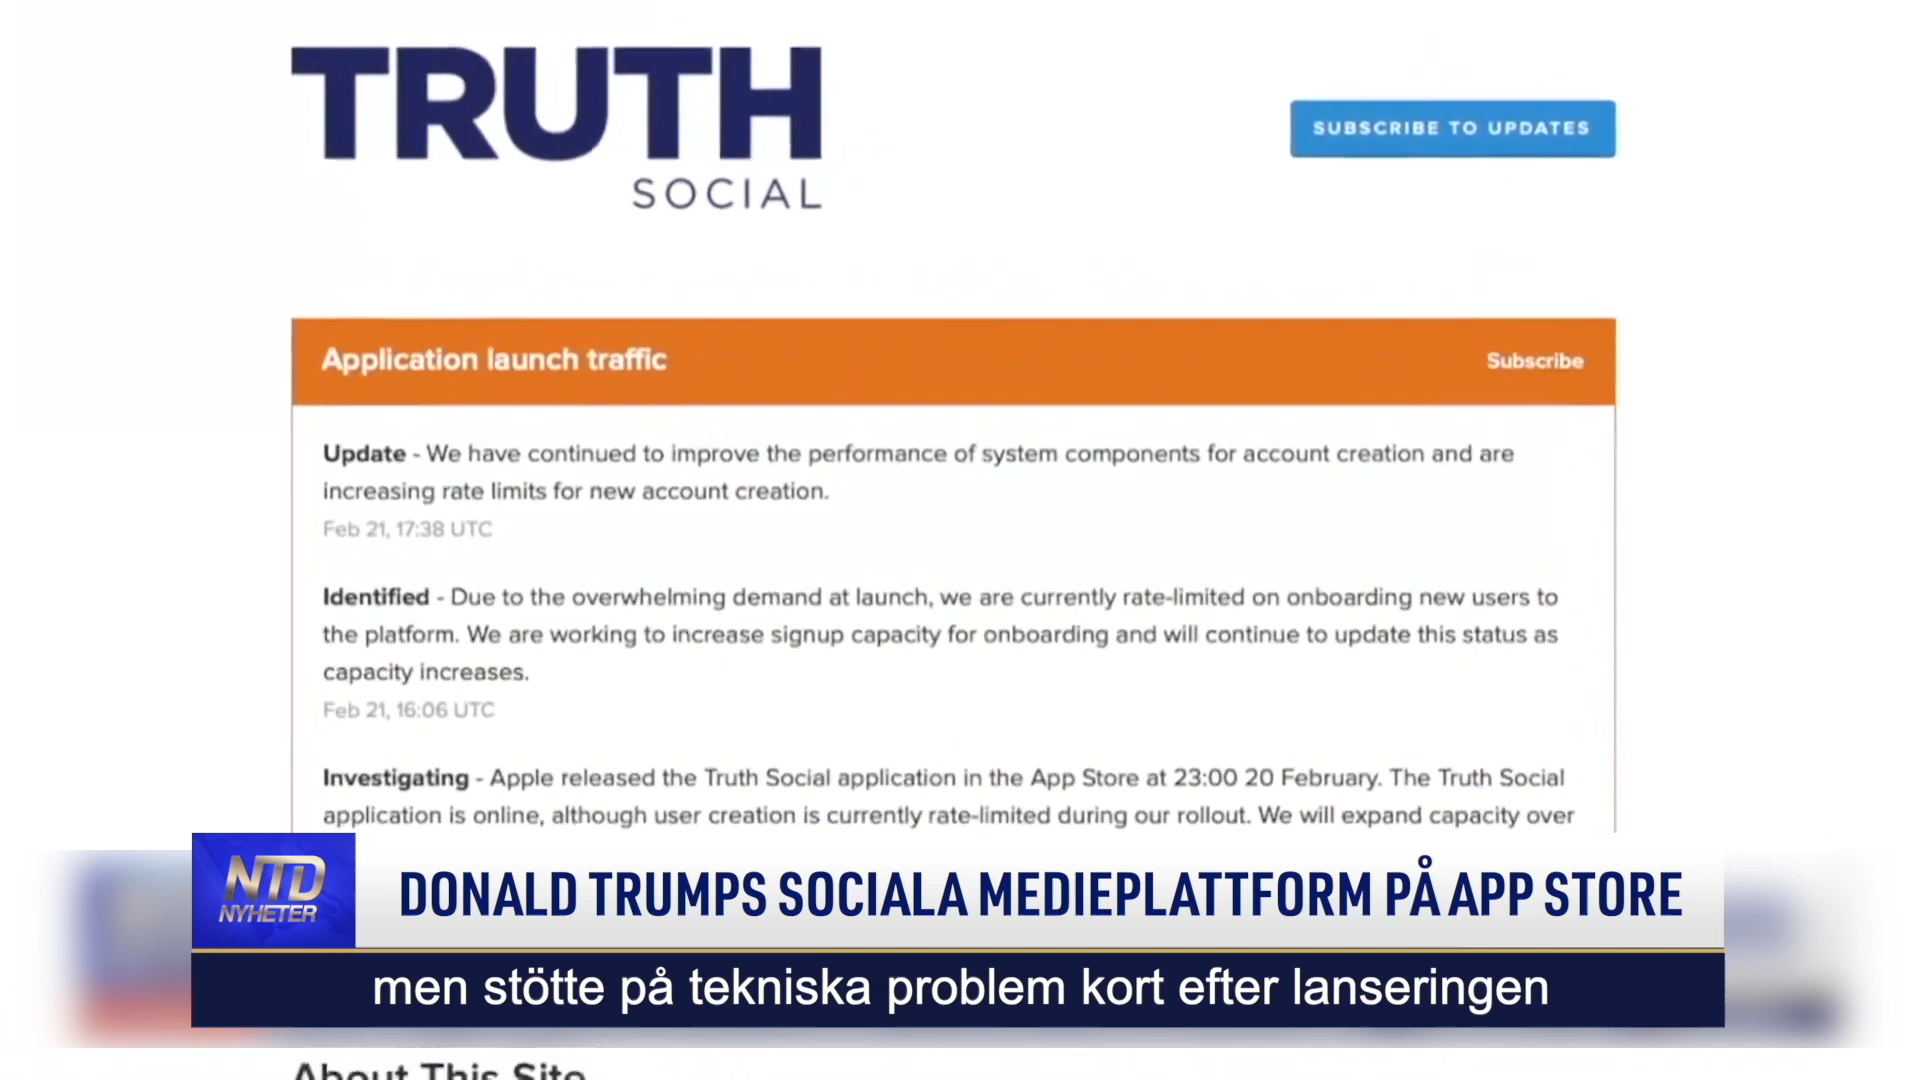 TRUTH
SOCIAL
SUBSCRIBE TO UPDATES
Application launch traffic
Subscribe
Update - We have continued to improve the performance of system components for account creation and are
increasing rate limits for new account creation.
Feb 21, 17:38 UTC
Identified - Due to the overwhelming demand at launch, we are currently rate-limited on onboarding new users to
the platform. We are working to increase signup capacity for onboarding and will continue to update this status as
capacity increases.
Feb 21, 16:06 UTC
Investigating - Apple released the Truth Social application in the App Store at 23:00 20 February. The Truth Social
application is online, although user creation is currently rate-limited during our rollout. We will expand capacity over
NTD
NYHETER
DONALD TRUMPS SOCIALA MEDIEPLATTFORM PÅ APP STORE
men stötte på tekniska problem kort efter lanseringen
About This Site